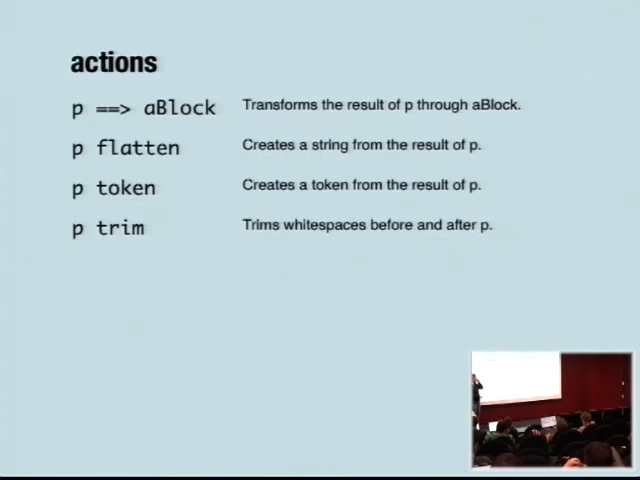 actions
p ==> aBlock Transforms the result of p through aBlock.
p flatten Creates a string from the result of p.
p token Creates a token from the result of p.
p trim Trims whitespaces before and after p.